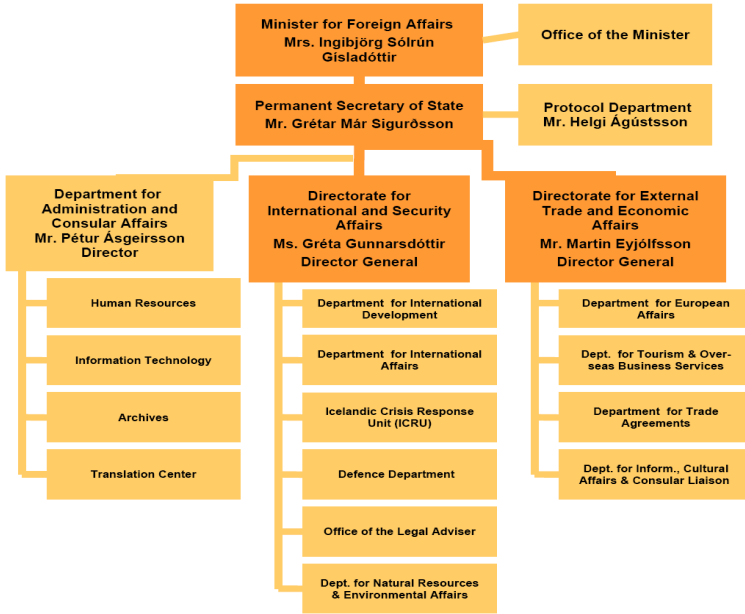 Minister for Foreign Affairs
Mrs. Ingibjörg Sólrún
Gísladóttir
Office of the Minister
Permanent Secretary of State
Mr. Grétar Már Sigurðsson
Protocol Department
Mr. Helgi Ágústsson
Department for
Administration and
Consular Affairs
Mr. Pétur Ásgeirsson
Director
Human Resources
Information Technology
Archives
Translation Center
Directorate for
International and Security
Affairs
Ms. Gréta Gunnarsdóttir
Director General
Department for International
Development
Department for International
Affairs
Icelandic Crisis Response
Unit (ICRU)
Defence Department
Office of the Legal Adviser
Dept. for Natural Resources
& Environmental Affairs
Directorate for External
Trade and Economic
Affairs
Mr. Martin Eyjólfsson
Director General
Department for European
Affairs
Dept. for Tourism & Over-
seas Business Services
Department for Trade
Agreements
Dept. for Inform., Cultural
Affairs & Consular Liaison